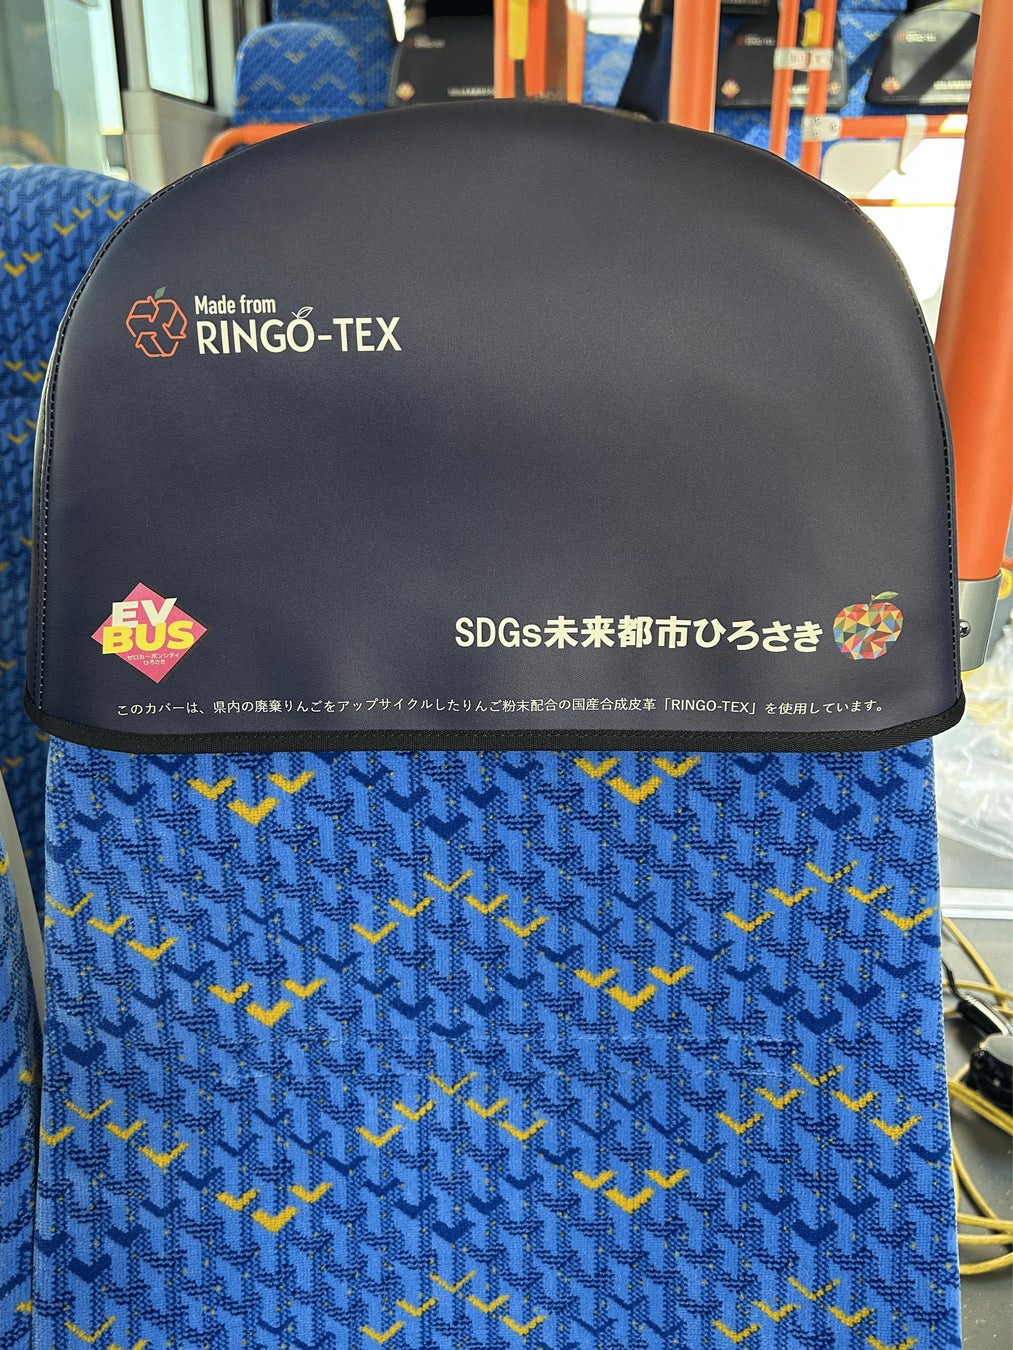 Made from
RINGO-TEX
EV
BUS
ゼロカーボンシティ
ひろさき
SDGs未来都市ひろさき
このカバーは、県内の廃棄りんごをアップサイクルしたりんご粉末配合の国産合成皮革「RINGO-TEX」を使用しています。